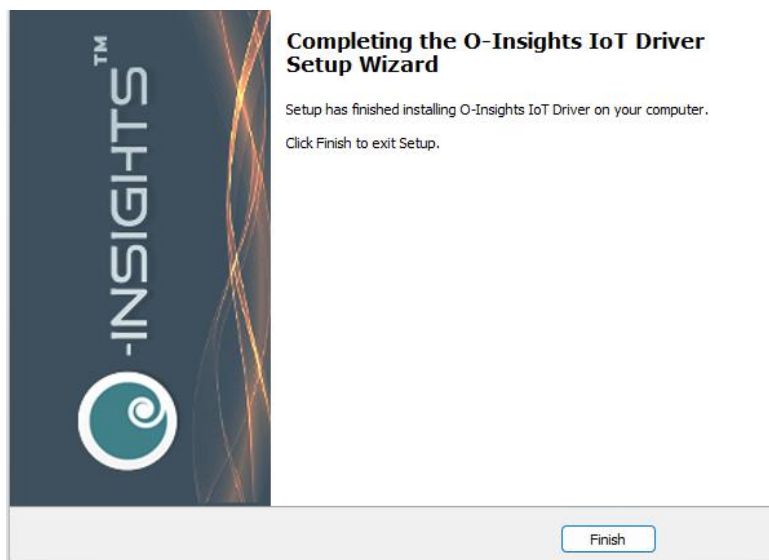 Completing the O-Insights IoT Driver
Setup Wizard
Setup has finished installing O-Insights IoT Driver on your computer.
Click Finish to exit Setup.
O-INSIGHTS™
Finish